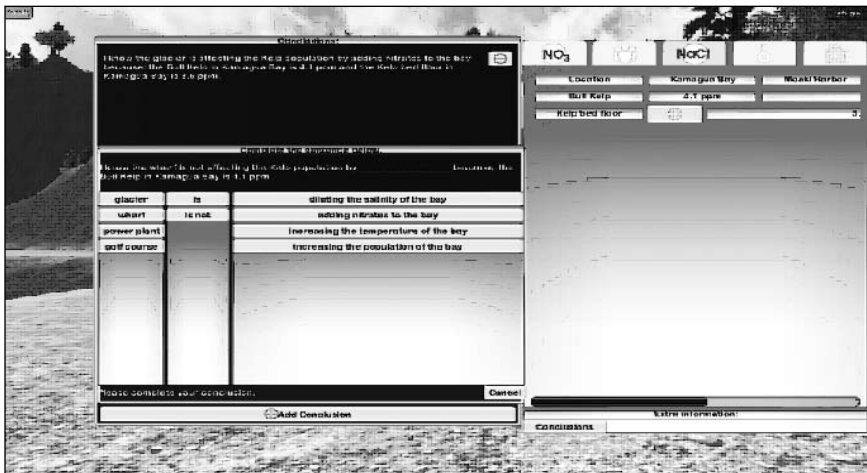 Conclusions:
I know the glacier is affecting the Kelp population by adding nitrates to the bay
because the Bull Kelp in Kamagua Bay is 4.1 ppm and the Kelp bed floor in
Kamagua Bay is 3.6 ppm.
NO3
NaCl
Location Kamagua Bay Moaki Harbor
Bull Kelp 4.1 ppm
Kelp bed floor 3.
Complete the sentence below.
I know the wharf is not affecting the Kelp population by because the
Bull Kelp in Kamagua Bay is 4.1 ppm
glacier is diluting the salinity of the bay
wharf is not adding nitrates to the bay
power plant increasing the temperature of the bay
golf course increasing the population of the bay
Please complete your conclusion. Cancel
Add Conclusion
Extra Information:
Conclusions